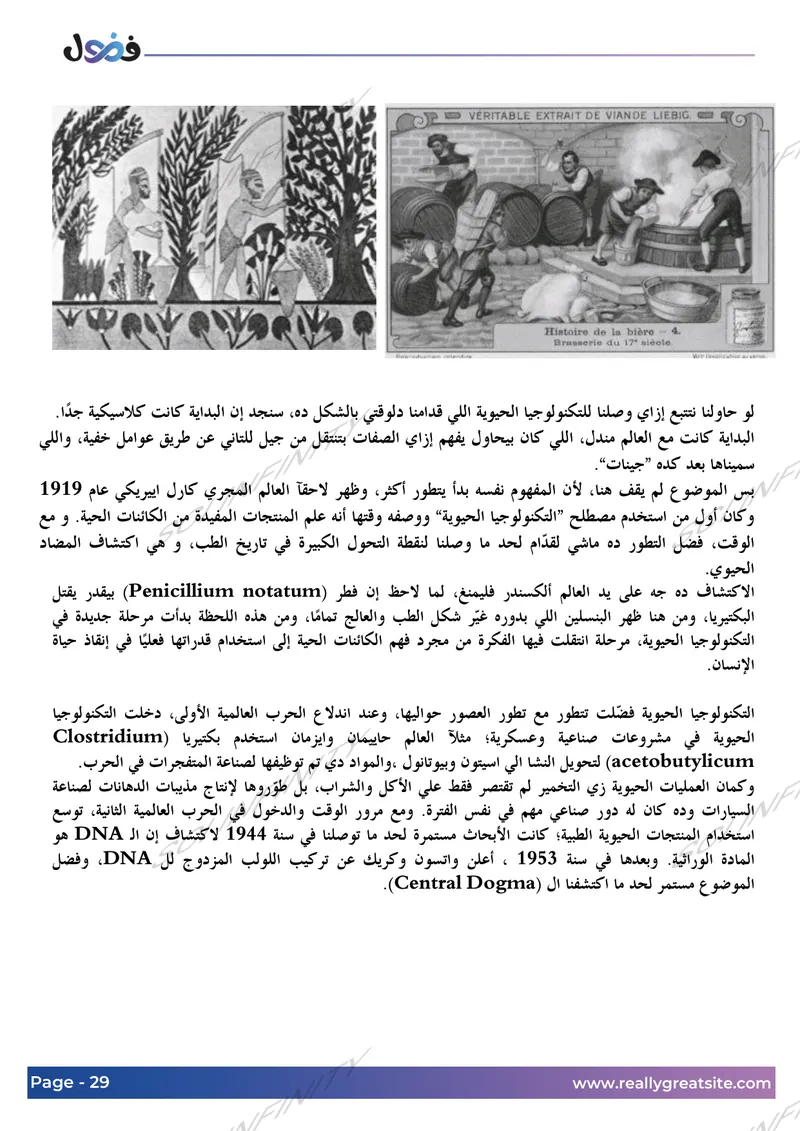 فضول
VÉRITABLE EXTRAIT DE VIANDE LIEBIG.
Histoire de la bière – 4.
Brasserie du 17e siècle.
Reproduction interdite
Voir l'explication au verso.
لو حاولنا نتتبع إزاي وصلنا للتكنولوجيا الحيوية اللي قدامنا دلوقتي بالشكل ده، سنجد إن البداية كانت كلاسيكية جدًا.
البداية كانت مع العالم مندل، اللي كان بيحاول يفهم إزاي الصفات بتنتقل من جيل للتاني عن طريق عوامل خفية، واللي
سميناها بعد كده ”جينات“.
بس الموضوع لم يقف هنا، لأن المفهوم نفسه بدأ يتطور أكثر، وظهر لاحقآ العالم المجري كارل اييريكي عام 1919
وكان أول من استخدم مصطلح ”التكنولوجيا الحيوية“ ووصفه وقتها أنه علم المنتجات المفيدة من الكائنات الحية. و مع
الوقت، فضل التطور ده ماشي لقدّام لحد ما وصلنا لنقطة التحول الكبيرة في تاريخ الطب، و هي اكتشاف المضاد
الحيوي.
الاكتشاف ده جه على يد العالم ألكسندر فليمنغ، لما لاحظ إن فطر (Penicillium notatum) بيقدر يقتل
البكتيريا، ومن هنا ظهر البنسلين اللي بدوره غيّر شكل الطب والعالج تمامًا، ومن هذه اللحظة بدأت مرحلة جديدة في
التكنولوجيا الحيوية، مرحلة انتقلت فيها الفكرة من مجرد فهم الكائنات الحية إلى استخدام قدراتها فعليًا في إنقاذ حياة
الإنسان.
التكنولوجيا الحيوية فضّلت تتطور مع تطور العصور حواليها، وعند اندلاع الحرب العالمية الأولى، دخلت التكنولوجيا
الحيوية في مشروعات صناعية وعسكرية؛ مثلآ العالم حاييمان وايزمان استخدم بكتيريا (Clostridium
acetobutylicum) لتحويل النشا الي اسيتون وبيوتانول ،والمواد دي تم توظيفها لصناعة المتفجرات في الحرب.
وكمان العمليات الحيوية زي التخمير لم تقتصر فقط علي الأكل والشراب، بل طوّروها لإنتاج مذيبات الدهانات لصناعة
السيارات وده كان له دور صناعي مهم في نفس الفترة. ومع مرور الوقت والدخول في الحرب العالمية الثانية، توسع
استخدام المنتجات الحيوية الطبية؛ كانت الأبحاث مستمرة لحد ما توصلنا في سنة 1944 لاكتشاف إن الـ DNA هو
المادة الوراثية. وبعدها في سنة 1953 ، أعلن واتسون وكريك عن تركيب اللولب المزدوج لل DNA، وفضل
الموضوع مستمر لحد ما اكتشفنا ال (Central Dogma).
Page - 29
www.reallygreatsite.com